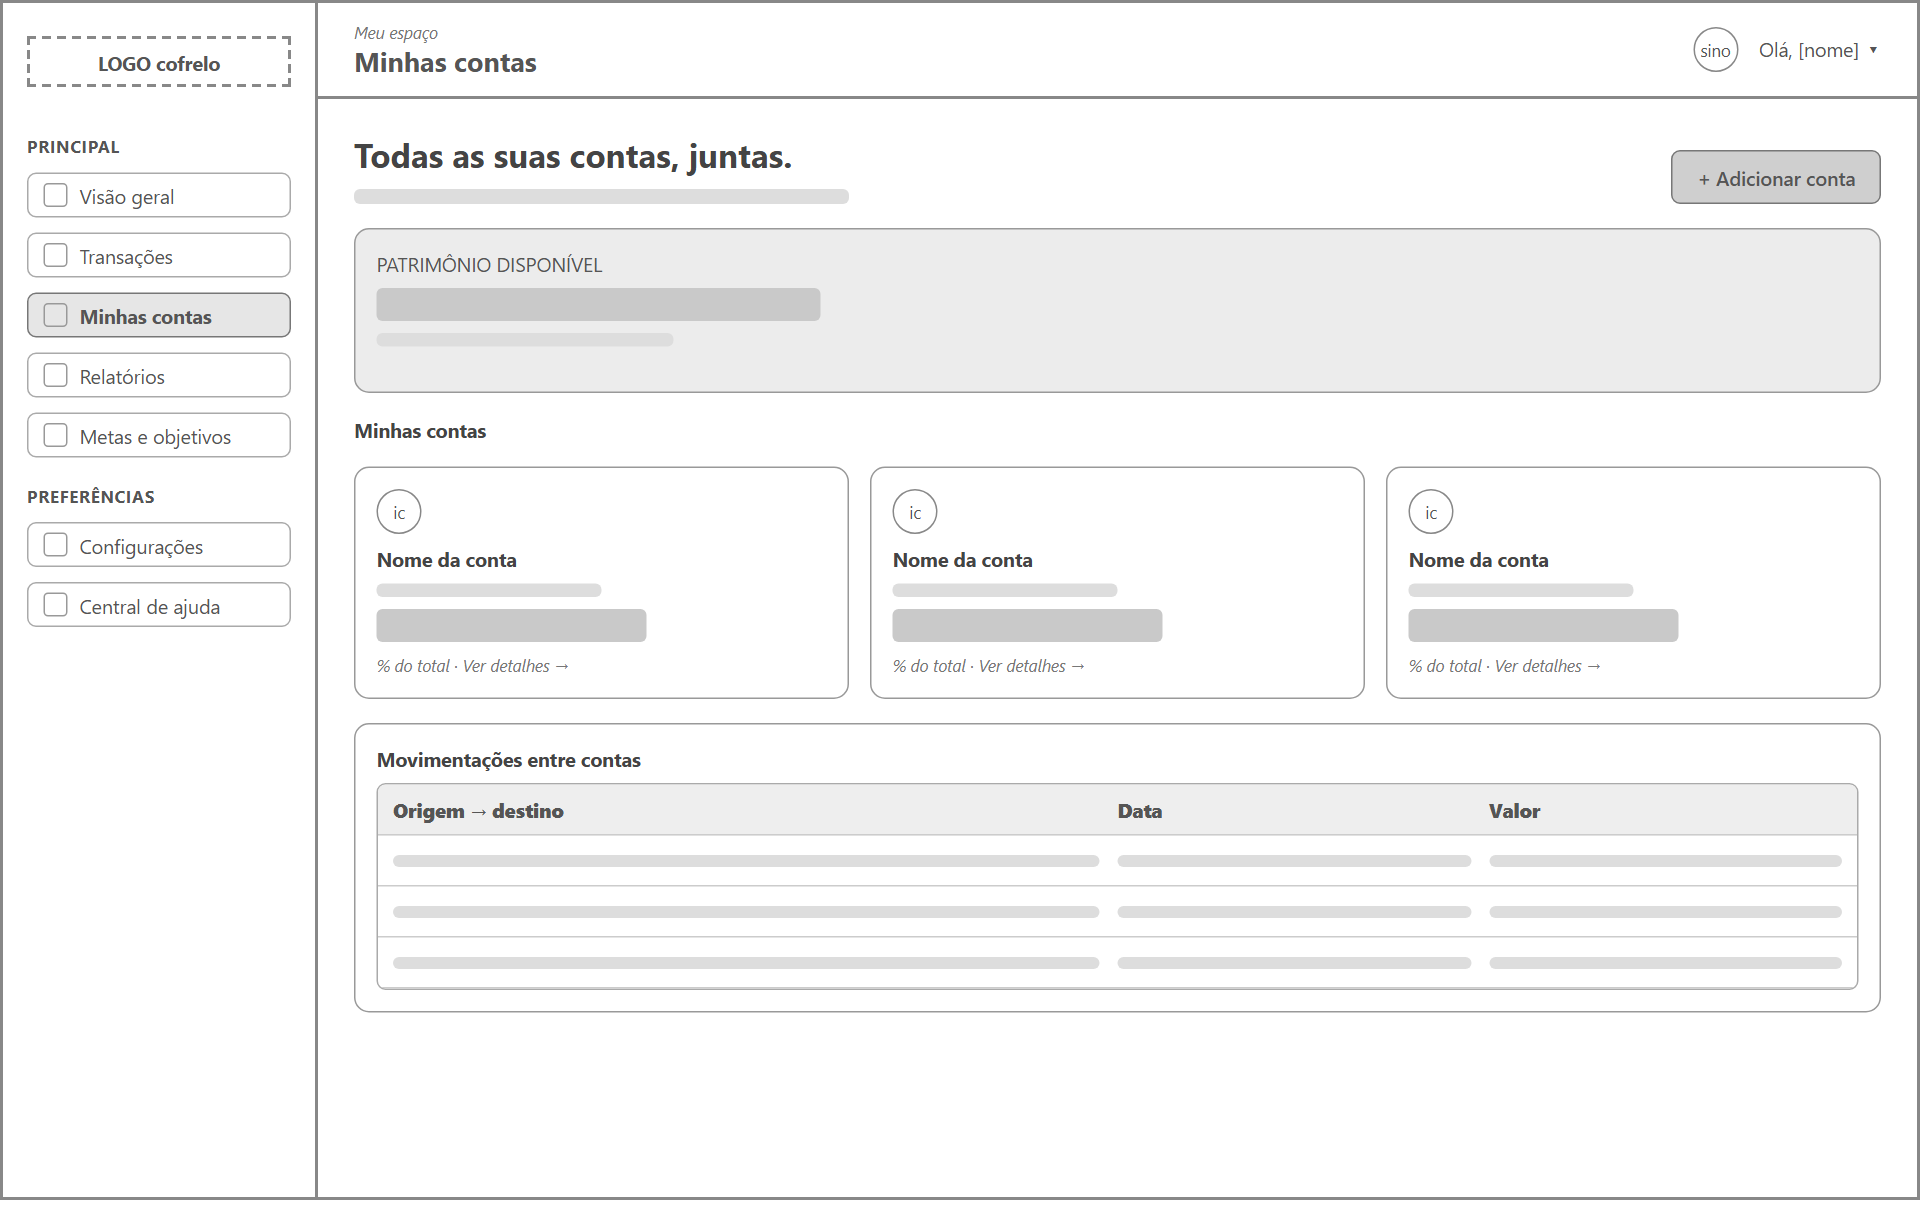 LOGO cofrelo
PRINCIPAL
Visão geral
Transações
Minhas contas
Relatórios
Metas e objetivos
PREFERÊNCIAS
Configurações
Central de ajuda
Meu espaço
Minhas contas
sino
Olá, [nome] ▾
Todas as suas contas, juntas.
+ Adicionar conta
PATRIMÔNIO DISPONÍVEL
Minhas contas
ic
Nome da conta
% do total · Ver detalhes →
ic
Nome da conta
% do total · Ver detalhes →
ic
Nome da conta
% do total · Ver detalhes →
Movimentações entre contas
Origem → destino
Data
Valor